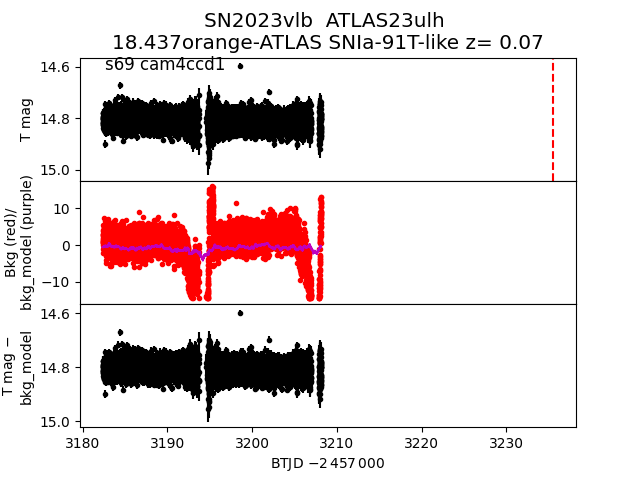 SN2023vlb  ATLAS23ulh
18.437orange-ATLAS SNIa-91T-like z= 0.07
s69 cam4ccd1
14.6
14.8
15.0
T mag
10
0
−10
Bkg (red)/
bkg_model (purple)
14.6
14.8
15.0
T mag −
bkg_model
3180
3190
3200
3210
3220
3230
BTJD −2 457 000